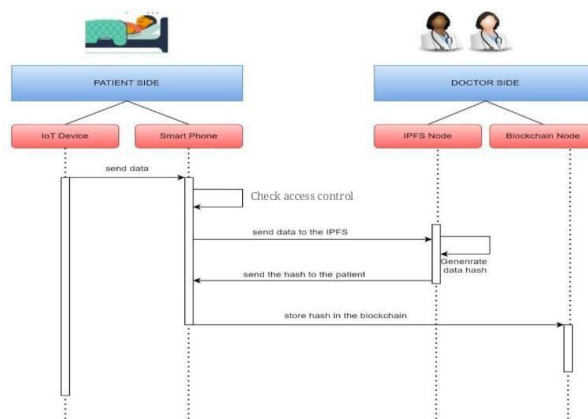 PATIENT SIDE
DOCTOR SIDE
IoT Device
Smart Phone
IPFS Node
Blockchain Node
send data
Check access control
send data to the IPFS
Genenrate
data hash
send the hash to the patient
store hash in the blockchain